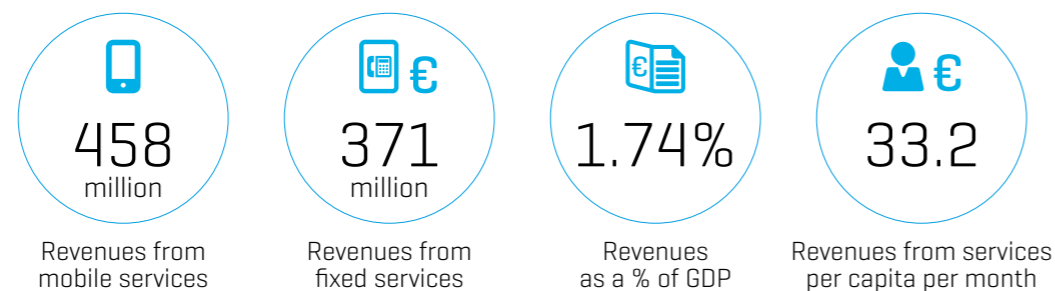 €
458
million
Revenues from
mobile services
€
371
million
Revenues from
fixed services
€
1.74%
Revenues
as a % of GDP
€
33.2
Revenues from services
per capita per month